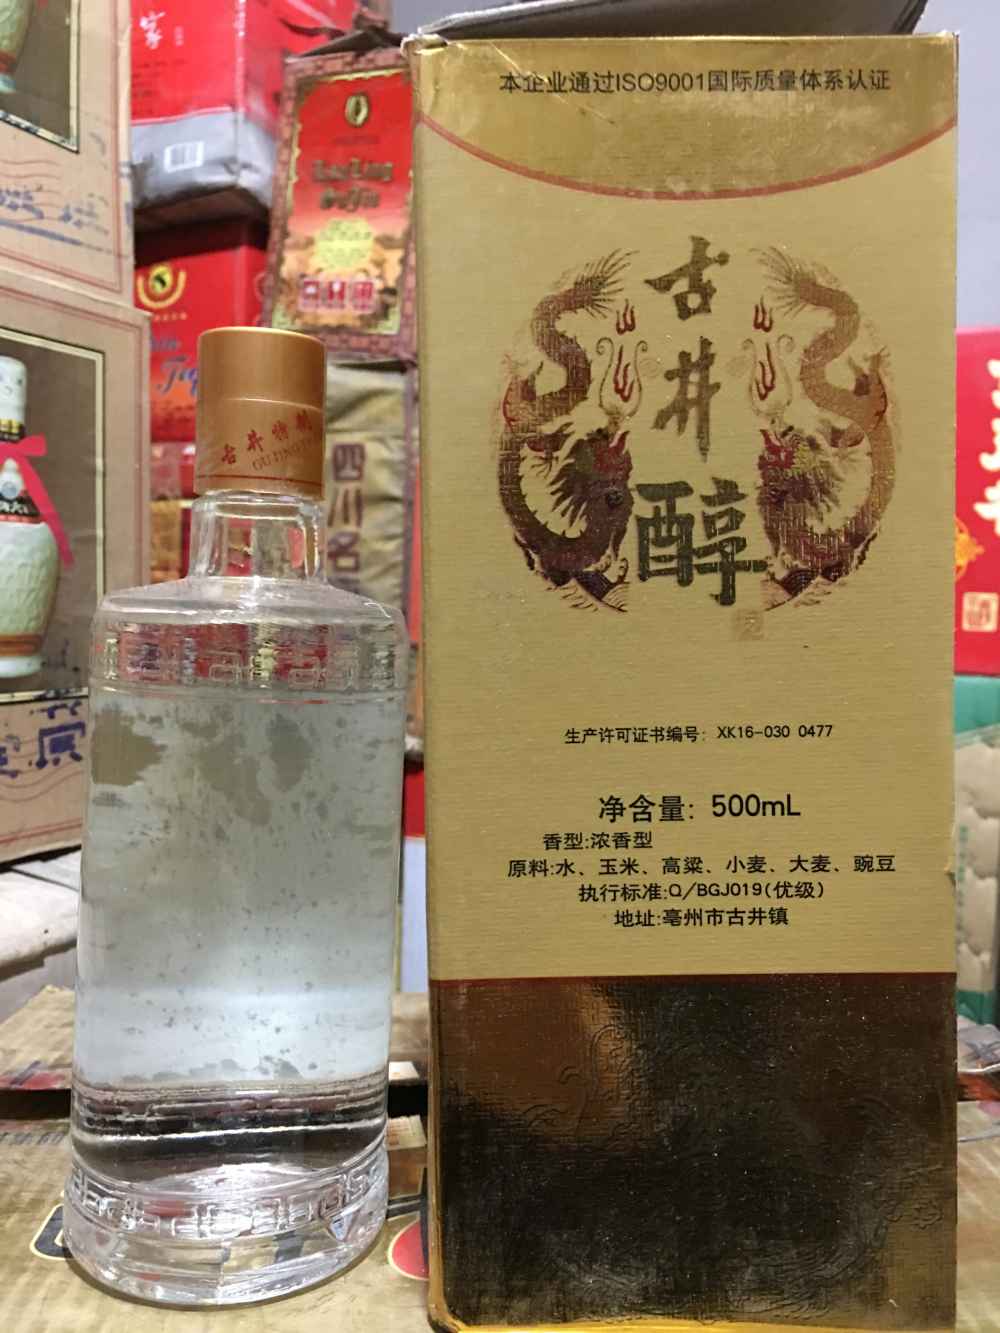 本企业通过ISO9001国际质量体系认证
古井醇
生产许可证书编号：XK16-030 0477
净含量：500mL
香型:浓香型
原料:水、玉米、高粱、小麦、大麦、豌豆
执行标准:Q/BGJ019(优级)
地址:亳州市古井镇
古井特制
GUJING
四川名
家